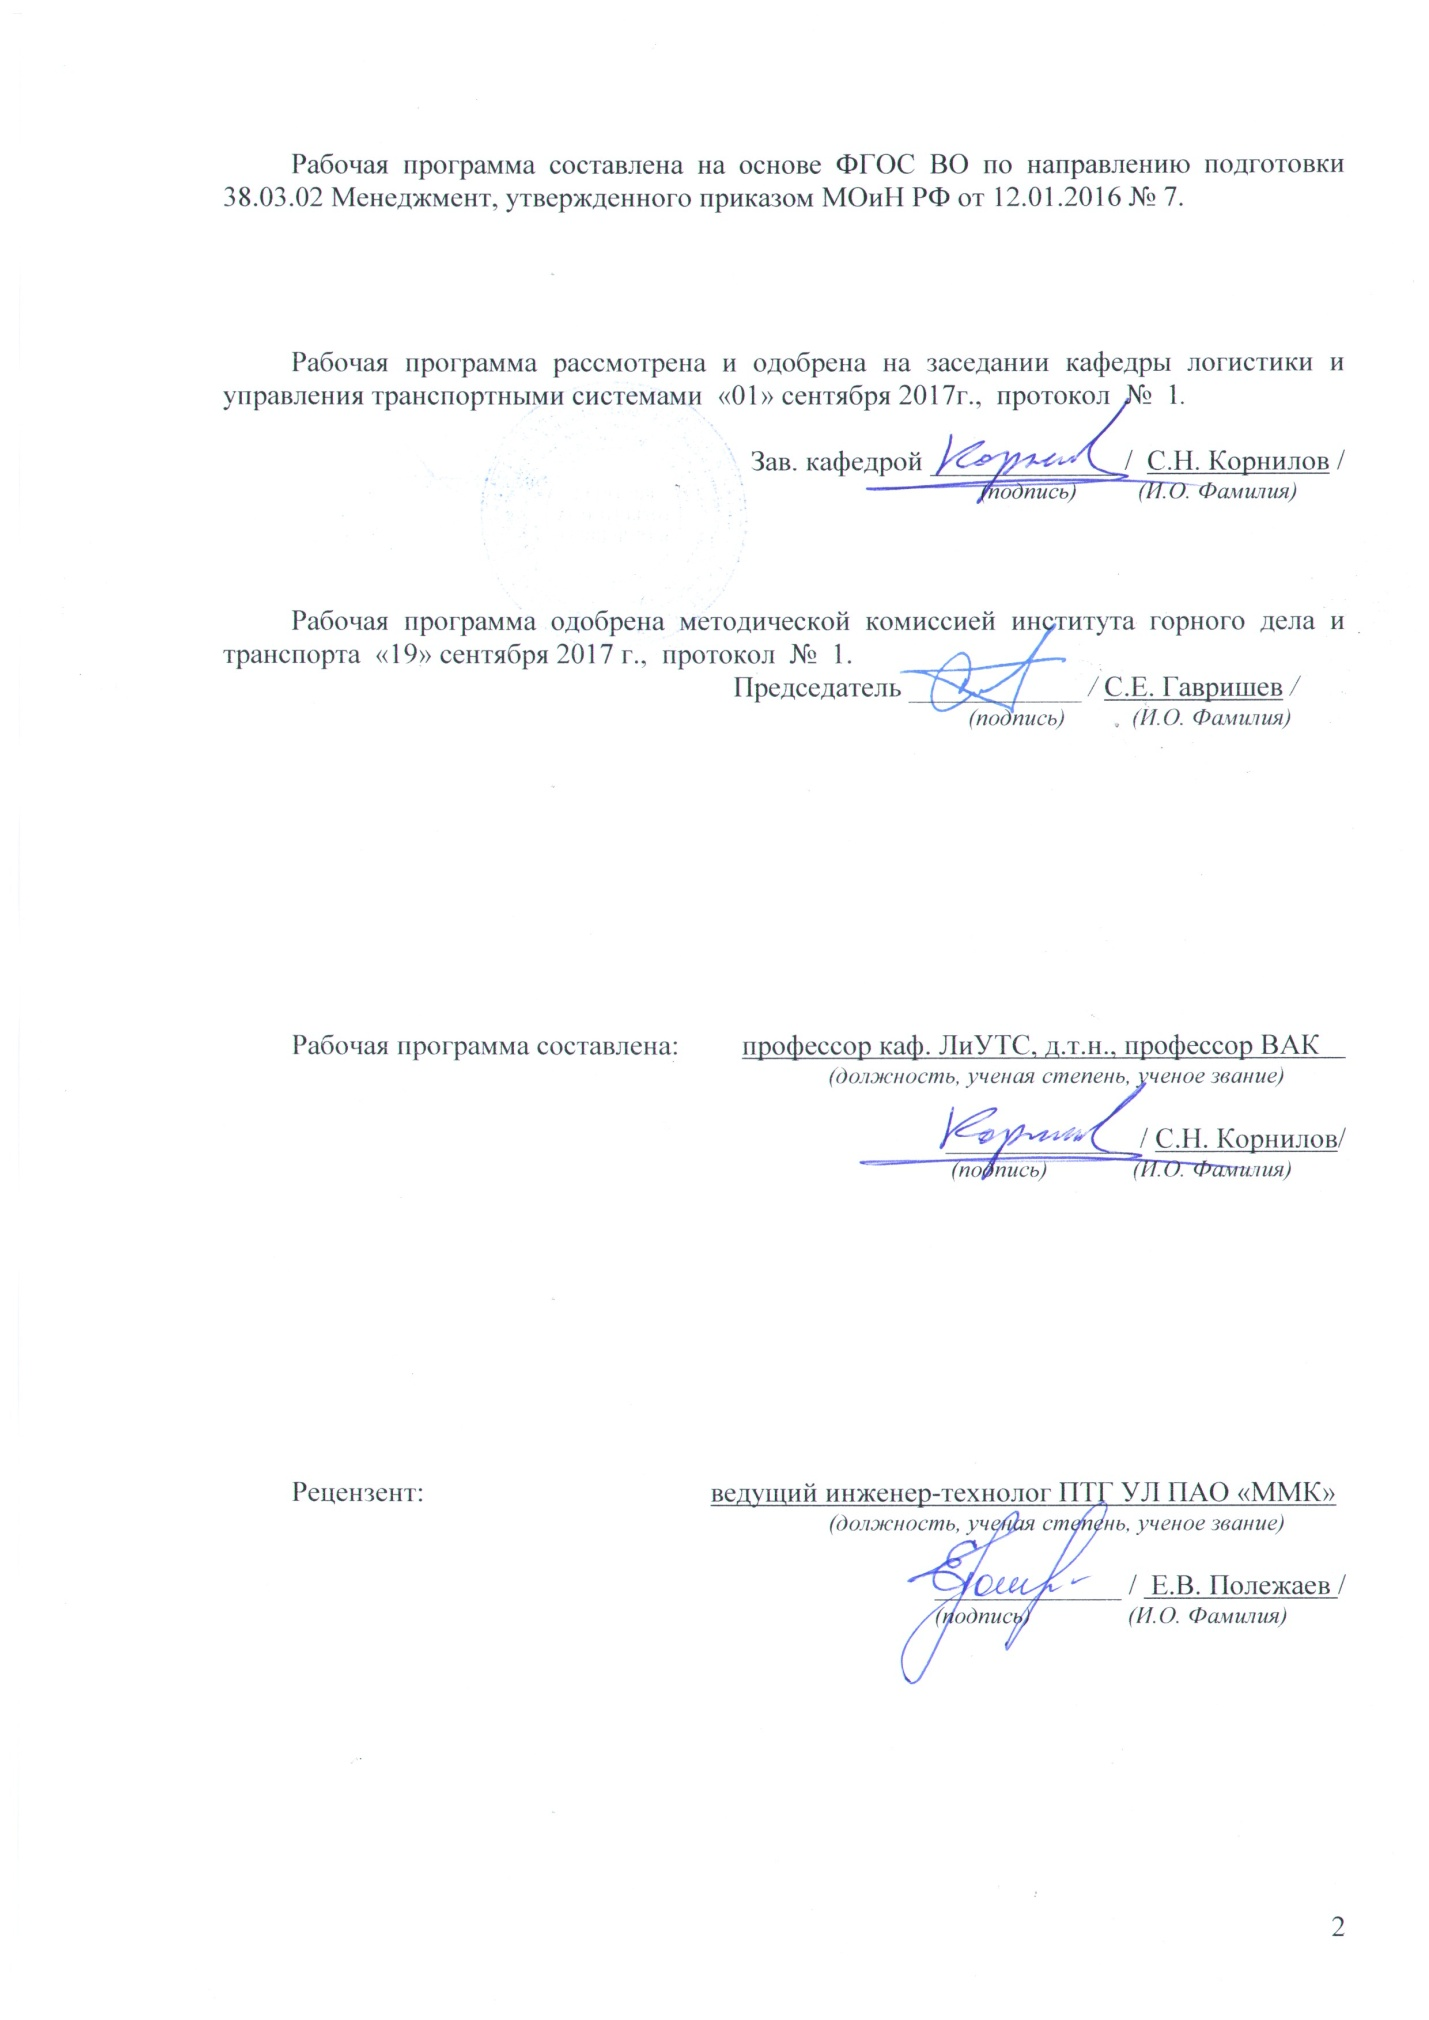 Рабочая программа составлена на основе ФГОС ВО по направлению подготовки
38.03.02 Менеджмент, утвержденного приказом МОиН РФ от 12.01.2016 № 7.
Рабочая программа рассмотрена и одобрена на заседании кафедры логистики и
управления транспортными системами «01» сентября 2017г., протокол № 1.
Зав. кафедрой ______________ / С.Н. Корнилов /
(подпись) (И.О. Фамилия)
Рабочая программа одобрена методической комиссией института горного дела и
транспорта «19» сентября 2017 г., протокол № 1.
Председатель ____________ / С.Е. Гавришев /
(подпись) (И.О. Фамилия)
Рабочая программа составлена: профессор каф. ЛиУТС, д.т.н., профессор ВАК
(должность, ученая степень, ученое звание)
______________ / С.Н. Корнилов/
(подпись) (И.О. Фамилия)
Рецензент: ведущий инженер-технолог ПТГ УЛ ПАО «ММК»
(должность, ученая степень, ученое звание)
______________ / Е.В. Полежаев /
(подпись) (И.О. Фамилия)
2